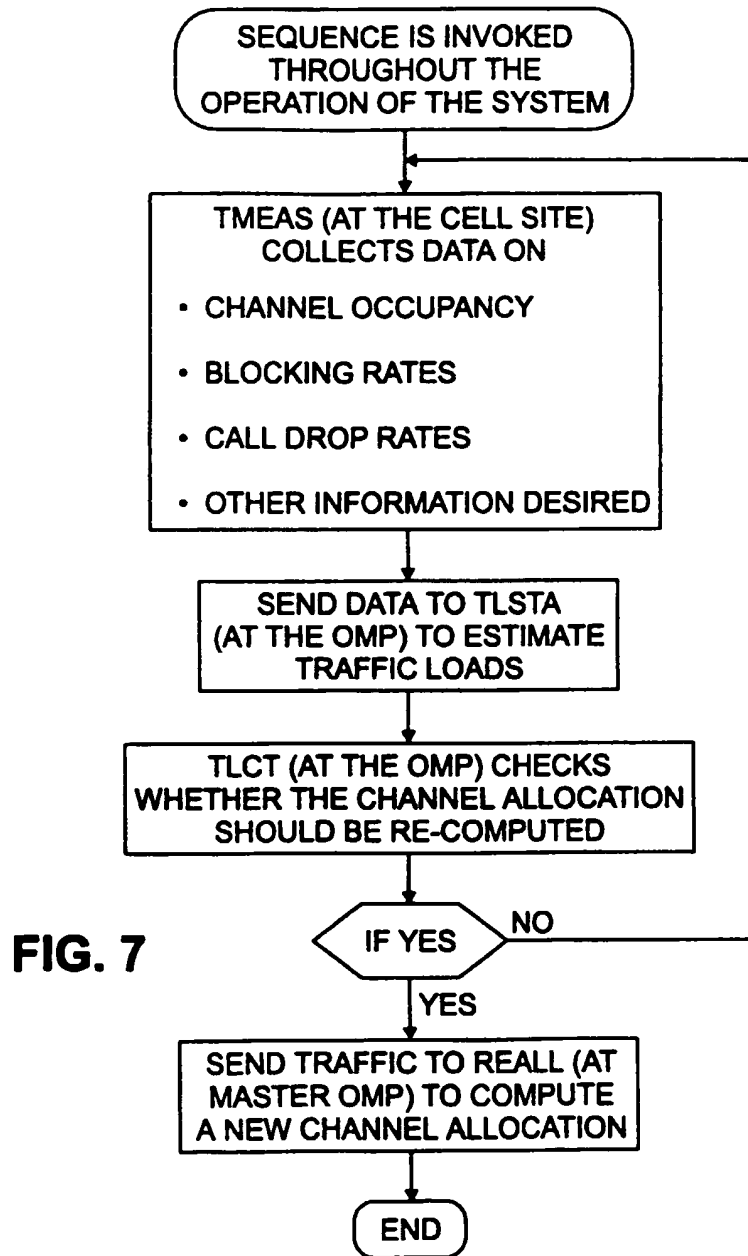 SEQUENCE IS INVOKED
THROUGHOUT THE
OPERATION OF THE SYSTEM
TMEAS (AT THE CELL SITE)
COLLECTS DATA ON
• CHANNEL OCCUPANCY
• BLOCKING RATES
• CALL DROP RATES
• OTHER INFORMATION DESIRED
SEND DATA TO TLSTA
(AT THE OMP) TO ESTIMATE
TRAFFIC LOADS
TLCT (AT THE OMP) CHECKS
WHETHER THE CHANNEL ALLOCATION
SHOULD BE RE-COMPUTED
IF YES
NO
FIG. 7
YES
SEND TRAFFIC TO REALL (AT
MASTER OMP) TO COMPUTE
A NEW CHANNEL ALLOCATION
END